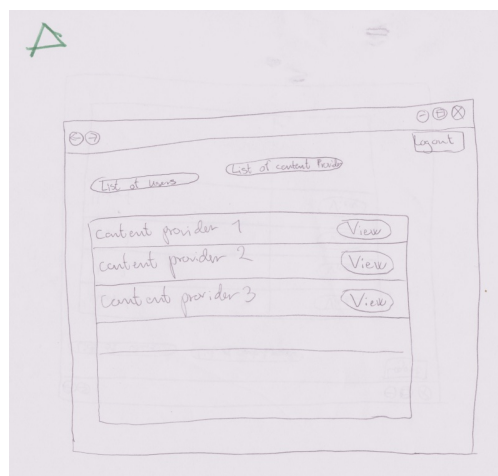 Logout
List of users
List of content Provide
Content provider 1 View
Content provider 2 View
Content provider 3 View